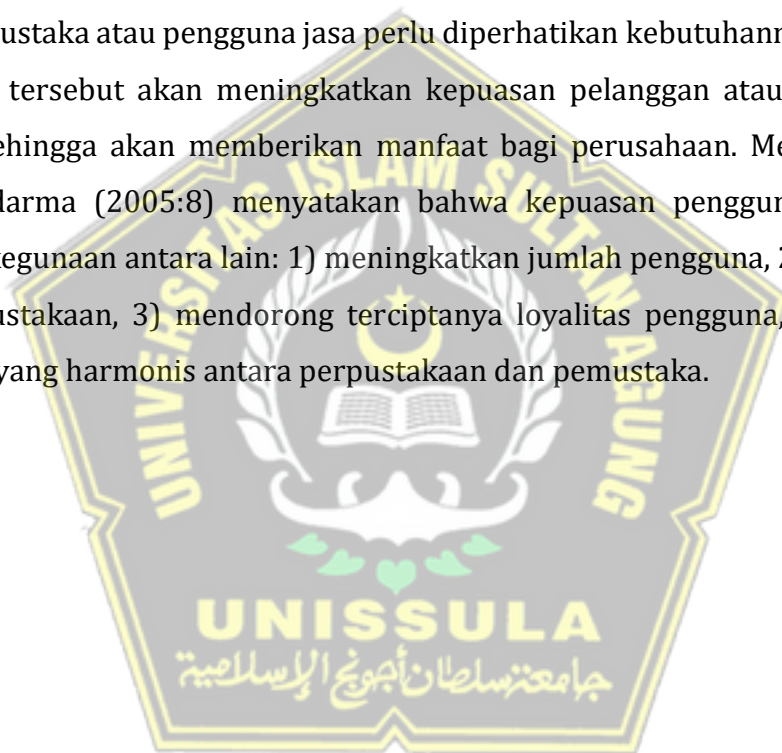 ustaka atau pengguna jasa perlu diperhatikan kebutuhann
tersebut akan meningkatkan kepuasan pelanggan atau
ehingga akan memberikan manfaat bagi perusahaan. Me
darma (2005:8) menyatakan bahwa kepuasan penggun
kegunaan antara lain: 1) meningkatkan jumlah pengguna, 2
ustakaan, 3) mendorong terciptanya loyalitas pengguna,
yang harmonis antara perpustakaan dan pemustaka.
UNIVERSITAS ISLAM SULTAN AGUNG
UNISSULA
جامعة سلطان أجونج الإسلامية